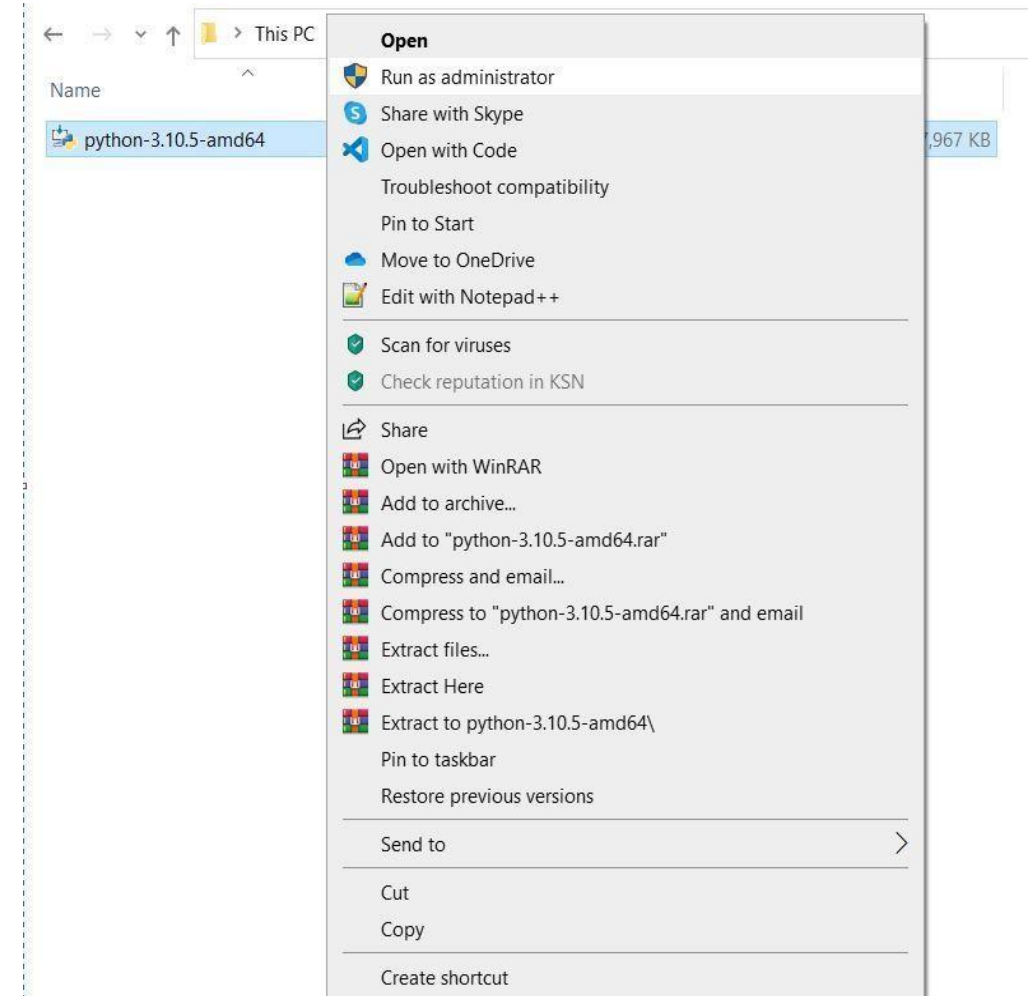 This PC
Name
python-3.10.5-amd64
,967 KB
Open
Run as administrator
Share with Skype
Open with Code
Troubleshoot compatibility
Pin to Start
Move to OneDrive
Edit with Notepad++
Scan for viruses
Check reputation in KSN
Share
Open with WinRAR
Add to archive...
Add to "python-3.10.5-amd64.rar"
Compress and email...
Compress to "python-3.10.5-amd64.rar" and email
Extract files...
Extract Here
Extract to python-3.10.5-amd64\
Pin to taskbar
Restore previous versions
Send to
Cut
Copy
Create shortcut